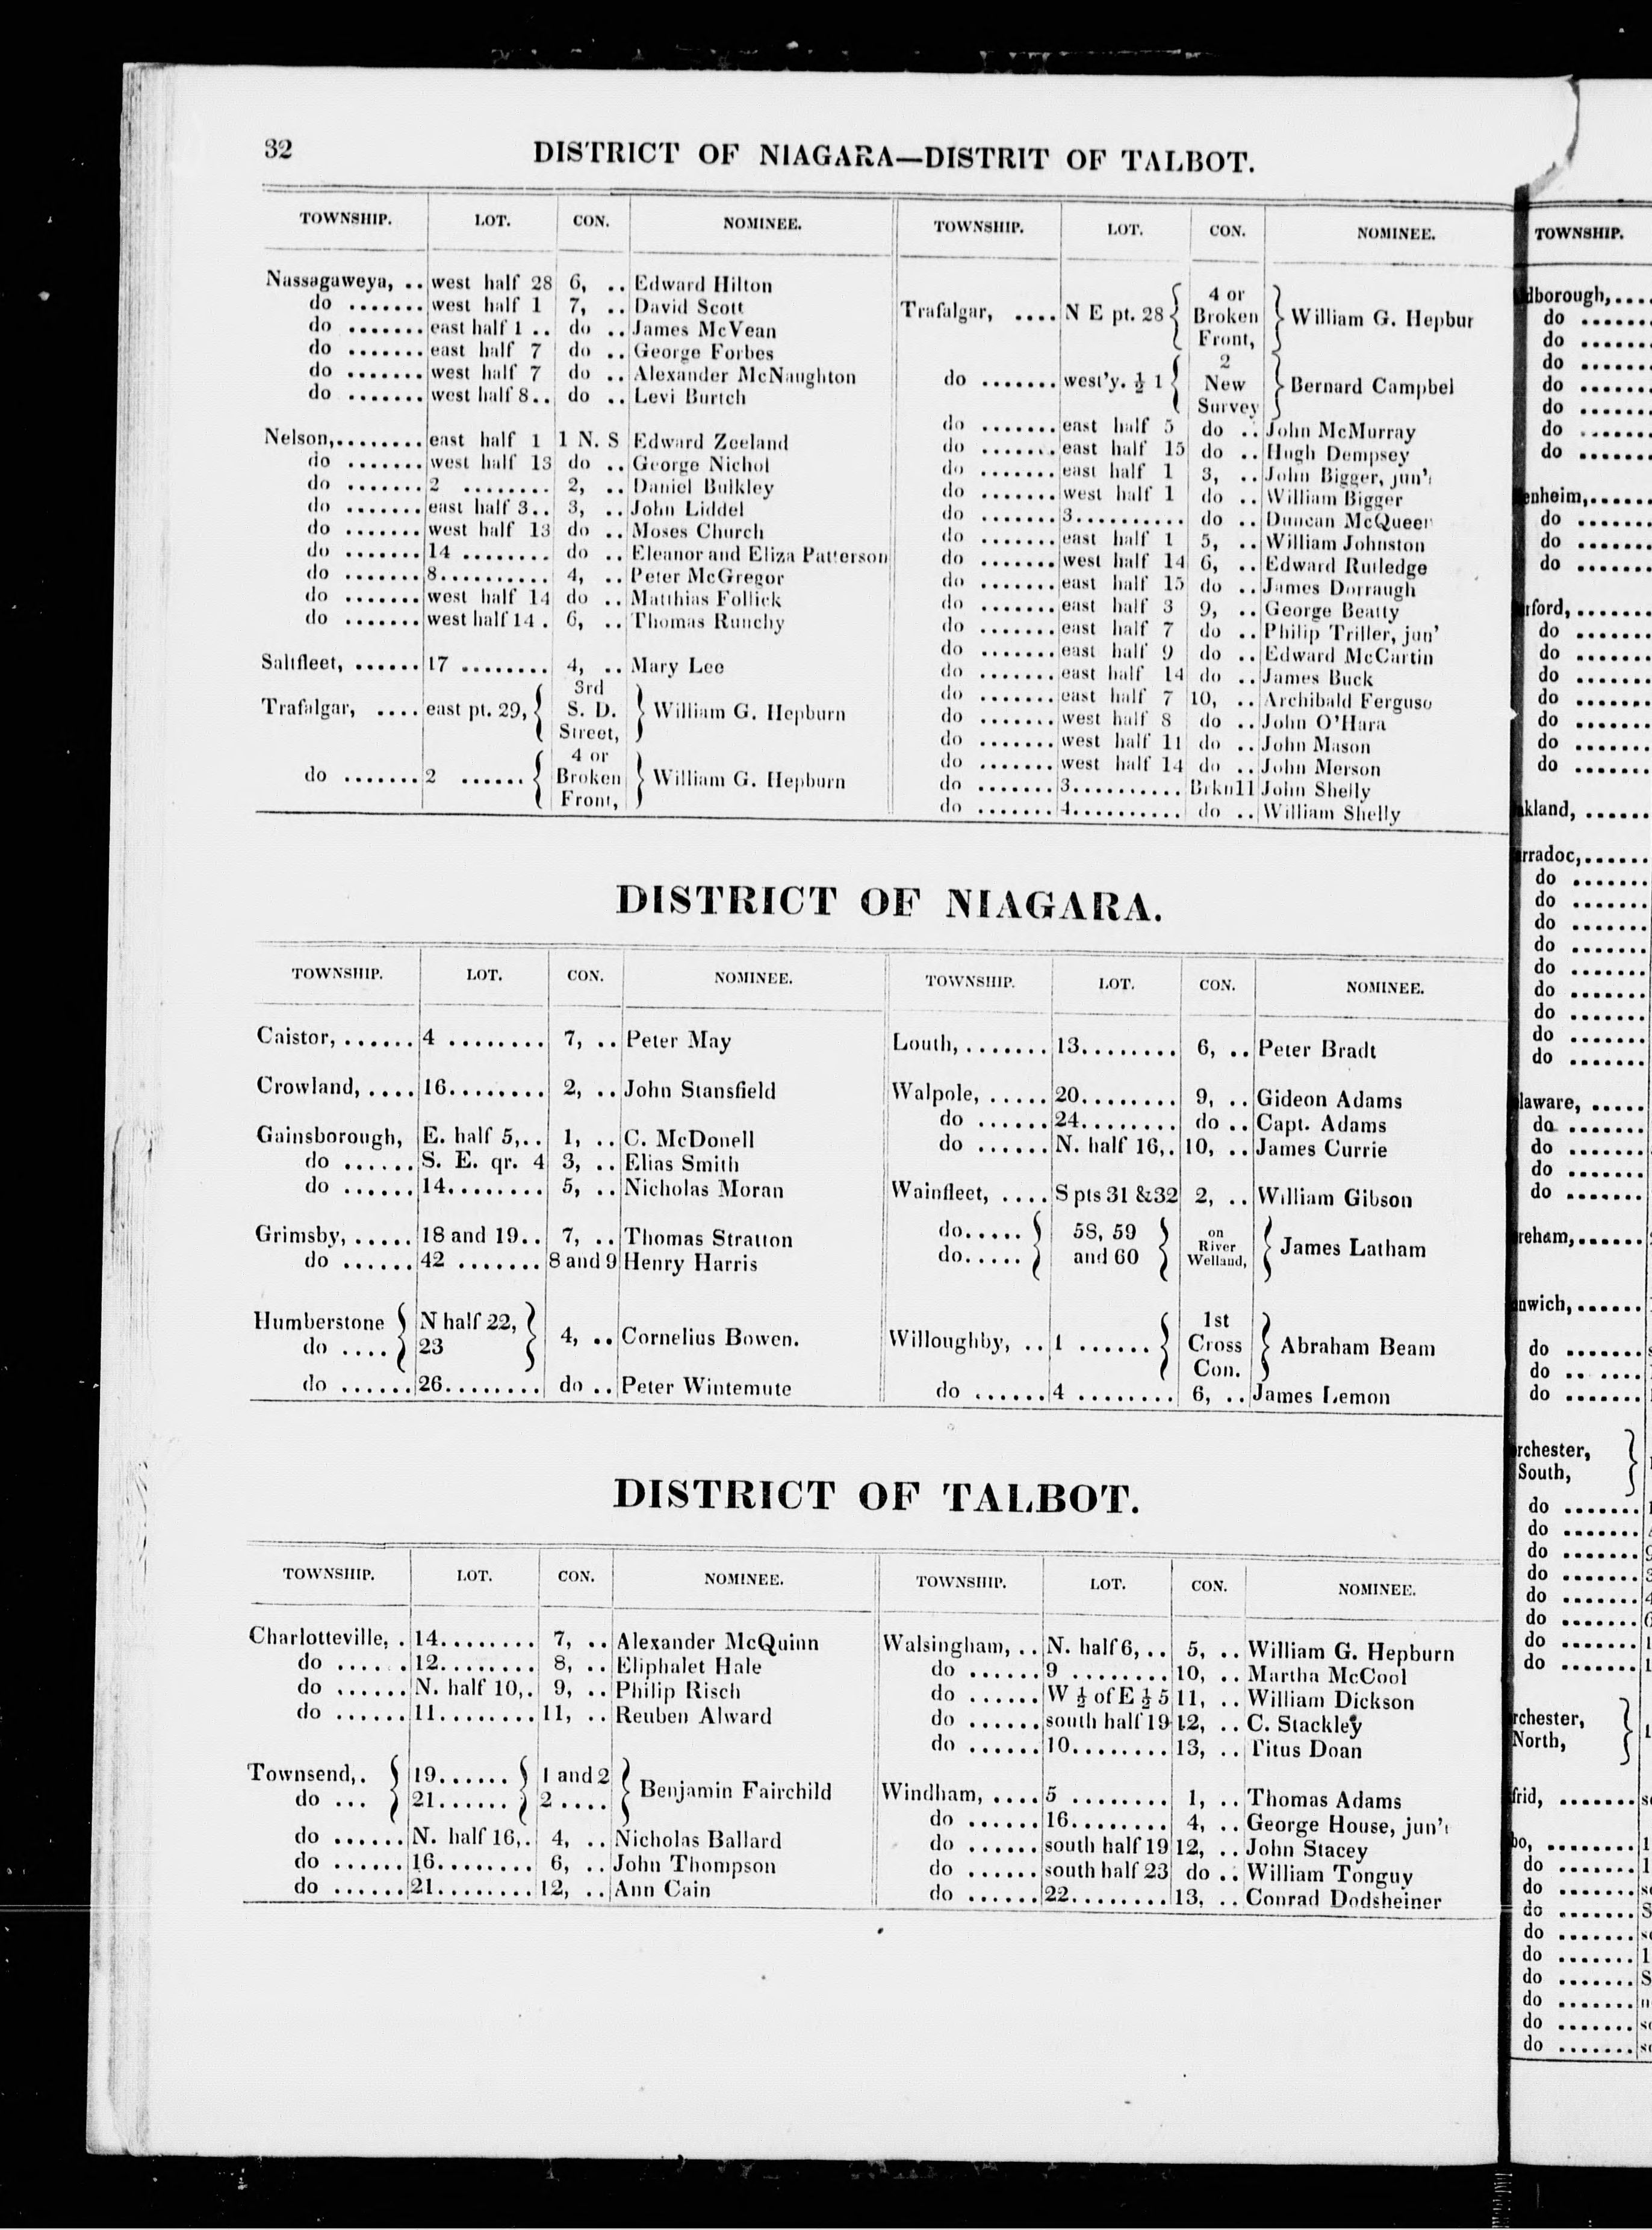 32
DISTRICT OF NIAGARA—DISTRIT OF TALBOT.
TOWNSHIP. LOT. CON. NOMINEE.
Nassagaweya, .. west half 28 6, .. Edward Hilton
do ....... west half 1 7, .. David Scott
do ....... east half 1 .. do .. James McVean
do ....... east half 7 do .. George Forbes
do ....... west half 7 do .. Alexander McNaughton
do ....... west half 8.. do .. Levi Burtch
Nelson,........ east half 1 1 N. S Edward Zeeland
do ....... west half 13 do .. George Nichol
do ....... 2 ........ 2, .. Daniel Bulkley
do ....... east half 3.. 3, .. John Liddel
do ....... west half 13 do .. Moses Church
do ....... 14 ........ do .. Eleanor and Eliza Patterson
do ....... 8.......... 4, .. Peter McGregor
do ....... west half 14 do .. Matthias Follick
do ....... west half 14 . 6, .. Thomas Runchy
Saltfleet, ...... 17 ........ 4, .. Mary Lee
Trafalgar, .... east pt. 29, { 3rd S. D. Street, } William G. Hepburn
do ....... 2 ...... { 4 or Broken Front, } William G. Hepburn
TOWNSHIP. LOT. CON. NOMINEE.
Trafalgar, .... N E pt. 28 { 4 or Broken Front, } William G. Hepbur
do ....... west'y. ½ 1 { 2 New Survey } Bernard Campbel
do ....... east half 5 do .. John McMurray
do ....... east half 15 do .. Hugh Dempsey
do ....... east half 1 3, .. John Bigger, jun'
do ....... west half 1 do .. William Bigger
do ....... 3.......... do .. Duncan McQueen
do ....... east half 1 5, .. William Johnston
do ....... west half 14 6, .. Edward Rutledge
do ....... east half 15 do .. James Dorraugh
do ....... east half 3 9, .. George Beatty
do ....... east half 7 do .. Philip Triller, jun'
do ....... east half 9 do .. Edward McCartin
do ....... east half 14 do .. James Buck
do ....... east half 7 10, .. Archibald Ferguso
do ....... west half 8 do .. John O'Hara
do ....... west half 11 do .. John Mason
do ....... west half 14 do .. John Merson
do ....... 3.......... Brkn11 John Shelly
do ....... 4.......... do .. William Shelly
DISTRICT OF NIAGARA.
TOWNSHIP. LOT. CON. NOMINEE.
Caistor, ...... 4 ........ 7, .. Peter May
Crowland, .... 16........ 2, .. John Stansfield
Gainsborough, E. half 5,.. 1, .. C. McDonell
do ...... S. E. qr. 4 3, .. Elias Smith
do ...... 14........ 5, .. Nicholas Moran
Grimsby, ..... 18 and 19.. 7, .. Thomas Stratton
do ...... 42 ....... 8 and 9 Henry Harris
Humberstone } N half 22, } 4, .. Cornelius Bowen.
do .... } 23
do ...... 26........ do .. Peter Wintemute
TOWNSHIP. LOT. CON. NOMINEE.
Louth, ....... 13........ 6, .. Peter Bradt
Walpole, ..... 20........ 9, .. Gideon Adams
do ...... 24........ do .. Capt. Adams
do ...... N. half 16,. 10, .. James Currie
Wainfleet, .... S pts 31 &32 2, .. William Gibson
do..... } 58, 59 } on River Welland, { James Latham
do..... } and 60 }
Willoughby, .. 1 ...... { 1st Cross Con. } Abraham Beam
do ...... 4 ........ 6, .. James Lemon
DISTRICT OF TALBOT.
TOWNSHIP. LOT. CON. NOMINEE.
Charlotteville, . 14........ 7, .. Alexander McQuinn
do ...... 12........ 8, .. Eliphalet Hale
do ...... N. half 10,. 9, .. Philip Risch
do ...... 11........ 11, .. Reuben Alward
Townsend,. { 19...... } 1 and 2 } Benjamin Fairchild
do ... { 21...... } 2 .... }
do ...... N. half 16,. 4, .. Nicholas Ballard
do ...... 16........ 6, .. John Thompson
do ...... 21........ 12, .. Ann Cain
TOWNSHIP. LOT. CON. NOMINEE.
Walsingham, .. N. half 6, .. 5, .. William G. Hepburn
do ...... 9 ........ 10, .. Martha McCool
do ...... W ½ of E ½ 5 11, .. William Dickson
do ...... south half 19 12, .. C. Stackley
do ...... 10........ 13, .. Titus Doan
Windham, .... 5 ........ 1, .. Thomas Adams
do ...... 16........ 4, .. George House, jun'
do ...... south half 19 12, .. John Stacey
do ...... south half 23 do .. William Tonguy
do ...... 22........ 13, .. Conrad Dodsheiner
TOWNSHIP.